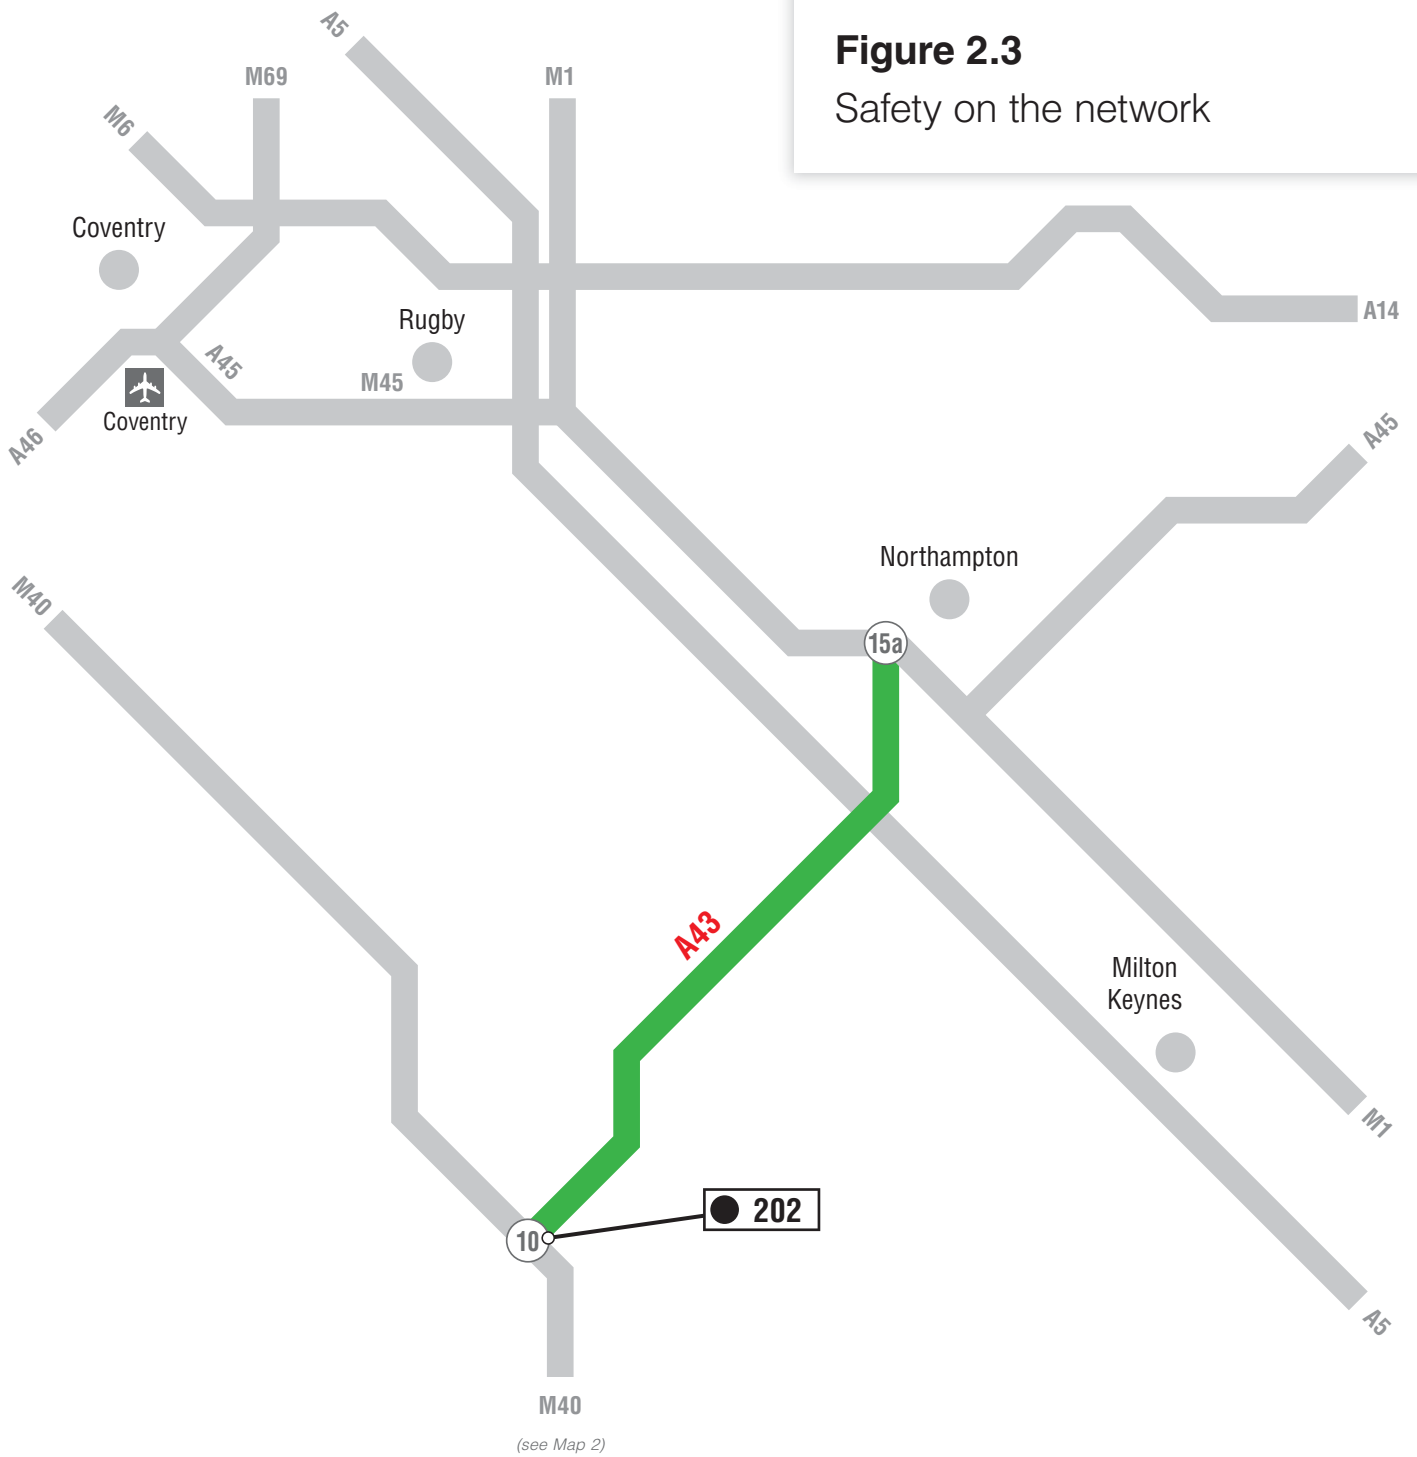 Figure 2.3
Safety on the network
A5
M69
M1
M6
Coventry
Rugby
A14
A45
M45
Coventry
A46
A45
Northampton
M40
15a
A43
Milton
Keynes
M1
202
10
A5
M40
(see Map 2)